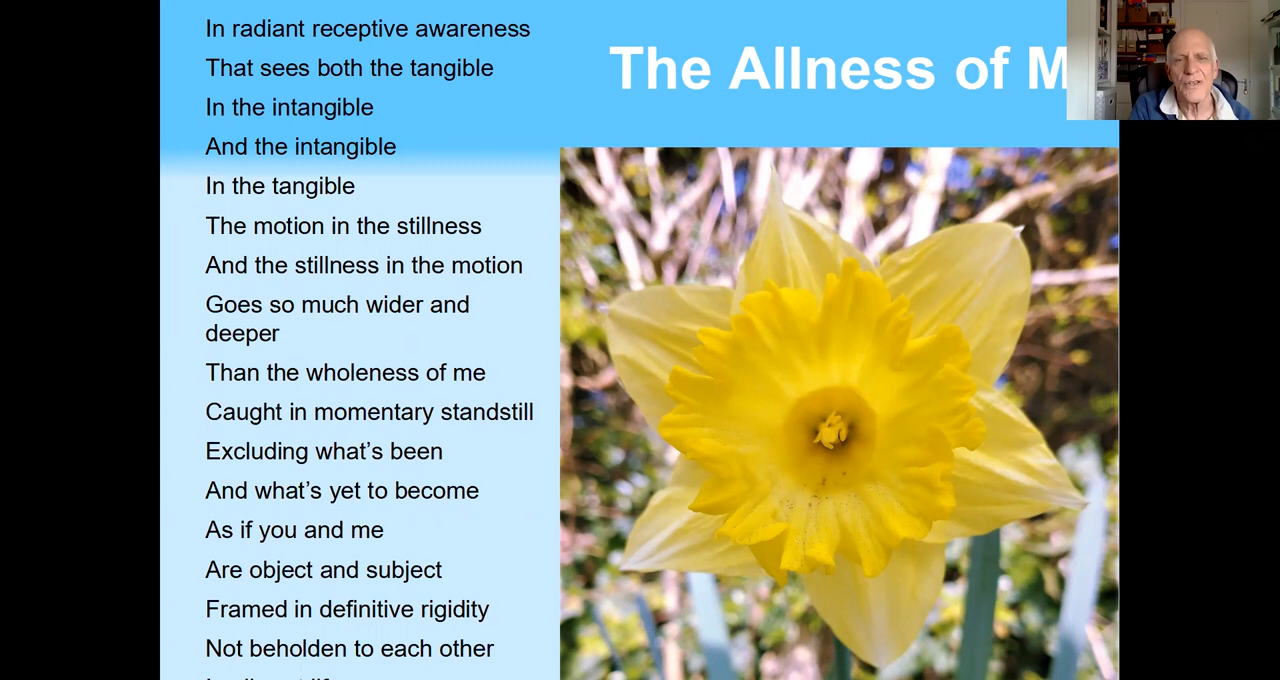 In radiant receptive awareness
That sees both the tangible
In the intangible
And the intangible
In the tangible
The motion in the stillness
And the stillness in the motion
Goes so much wider and
deeper
Than the wholeness of me
Caught in momentary standstill
Excluding what’s been
And what’s yet to become
As if you and me
Are object and subject
Framed in definitive rigidity
Not beholden to each other
The Allness of